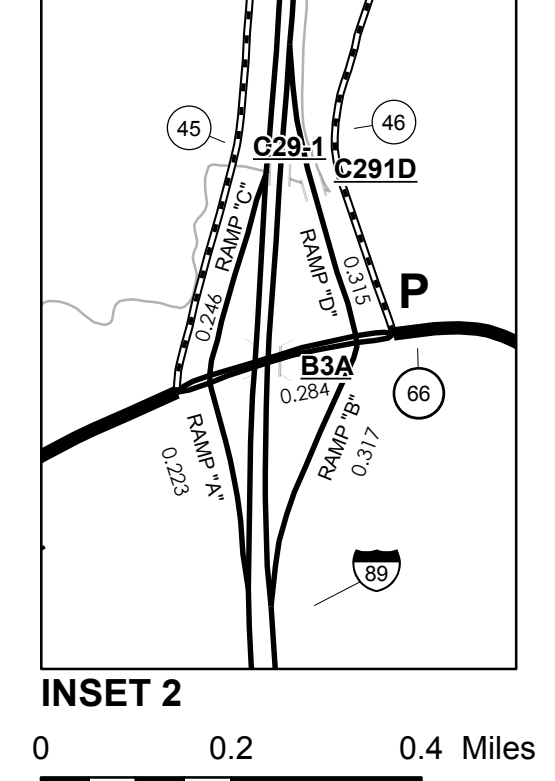 45
46
C29-1
C291D
RAMP "C"
0.246
RAMP "D"
0.315
P
B3A
0.284
66
RAMP "A"
0.223
RAMP "B"
0.317
89
INSET 2
0 0.2 0.4 Miles